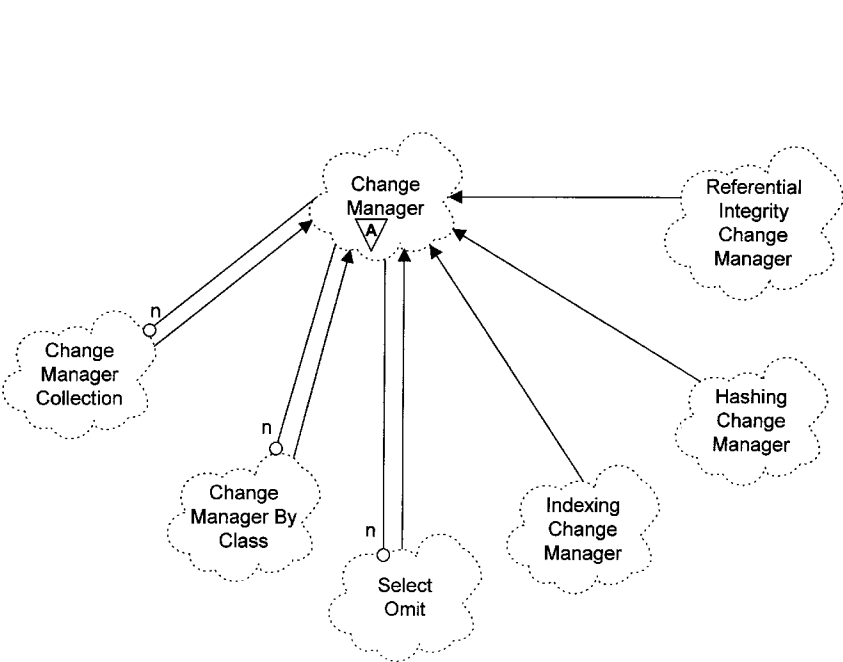 Change
Manager
A
Referential
Integrity
Change
Manager
n
Change
Manager
Collection
Hashing
Change
Manager
n
Change
Manager By
Class
Indexing
Change
Manager
n
Select
Omit